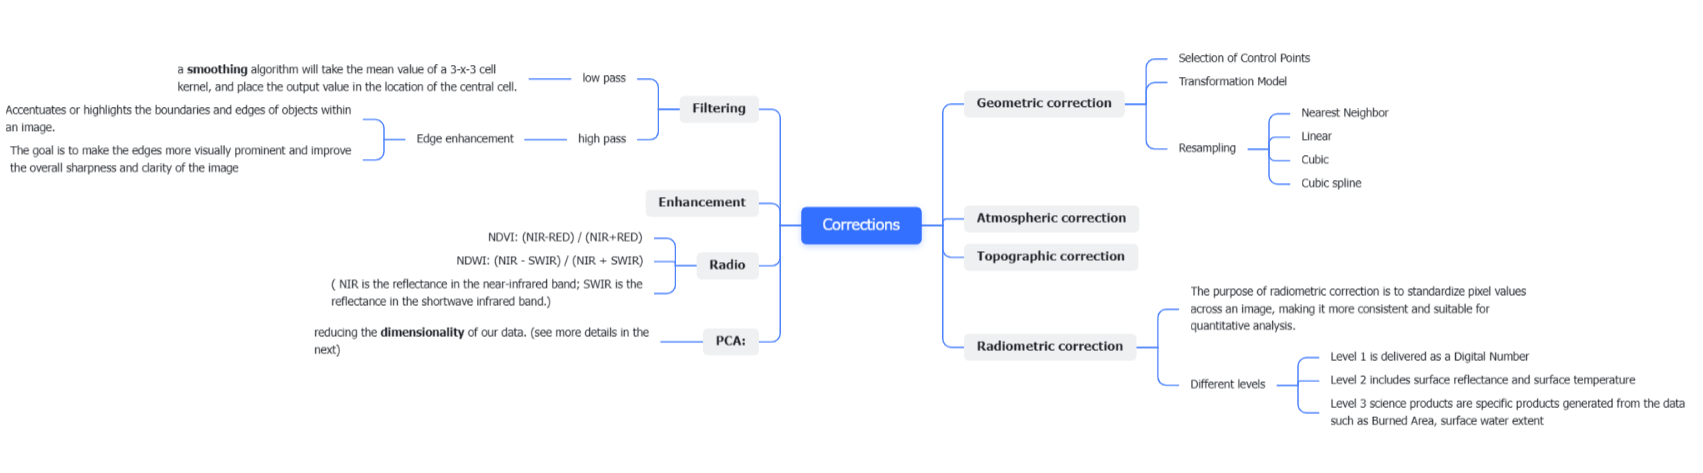 Corrections
Filtering
low pass
a smoothing algorithm will take the mean value of a 3-x-3 cell
kernel, and place the output value in the location of the central cell.
high pass
Edge enhancement
Accentuates or highlights the boundaries and edges of objects within
an image.
The goal is to make the edges more visually prominent and improve
the overall sharpness and clarity of the image
Enhancement
Radio
NDVI: (NIR-RED) / (NIR+RED)
NDWI: (NIR - SWIR) / (NIR + SWIR)
( NIR is the reflectance in the near-infrared band; SWIR is the
reflectance in the shortwave infrared band.)
PCA:
reducing the dimensionality of our data. (see more details in the
next)
Geometric correction
Selection of Control Points
Transformation Model
Resampling
Nearest Neighbor
Linear
Cubic
Cubic spline
Atmospheric correction
Topographic correction
Radiometric correction
The purpose of radiometric correction is to standardize pixel values
across an image, making it more consistent and suitable for
quantitative analysis.
Different levels
Level 1 is delivered as a Digital Number
Level 2 includes surface reflectance and surface temperature
Level 3 science products are specific products generated from the data
such as Burned Area, surface water extent